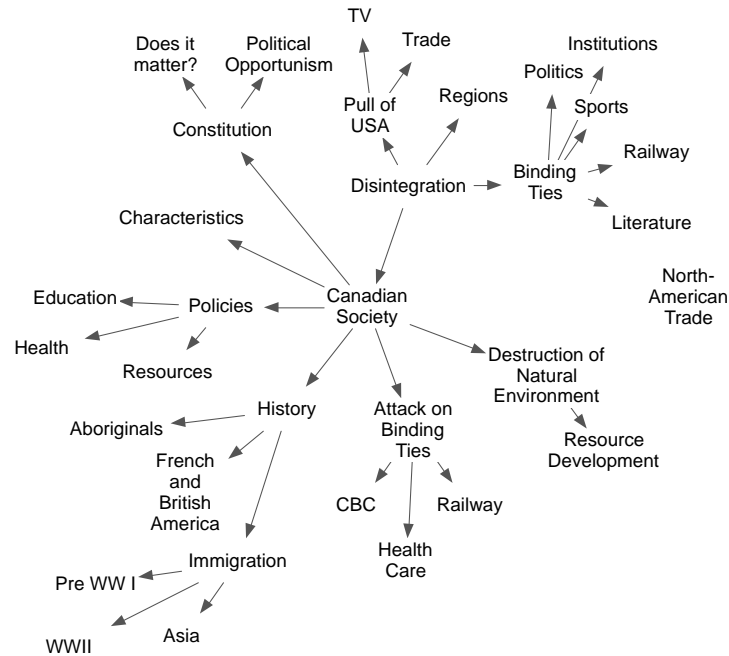 TV
Does it
matter?
Political
Opportunism
Trade
Institutions
Politics
Pull of
USA
Regions
Sports
Constitution
Railway
Disintegration
Binding
Ties
Characteristics
Literature
North-
American
Trade
Education
Policies
Canadian
Society
Health
Resources
Destruction of
Natural
Environment
History
Attack on
Binding
Ties
Aboriginals
Resource
Development
French
and
British
America
CBC
Railway
Immigration
Health
Care
Pre WW I
WWII
Asia